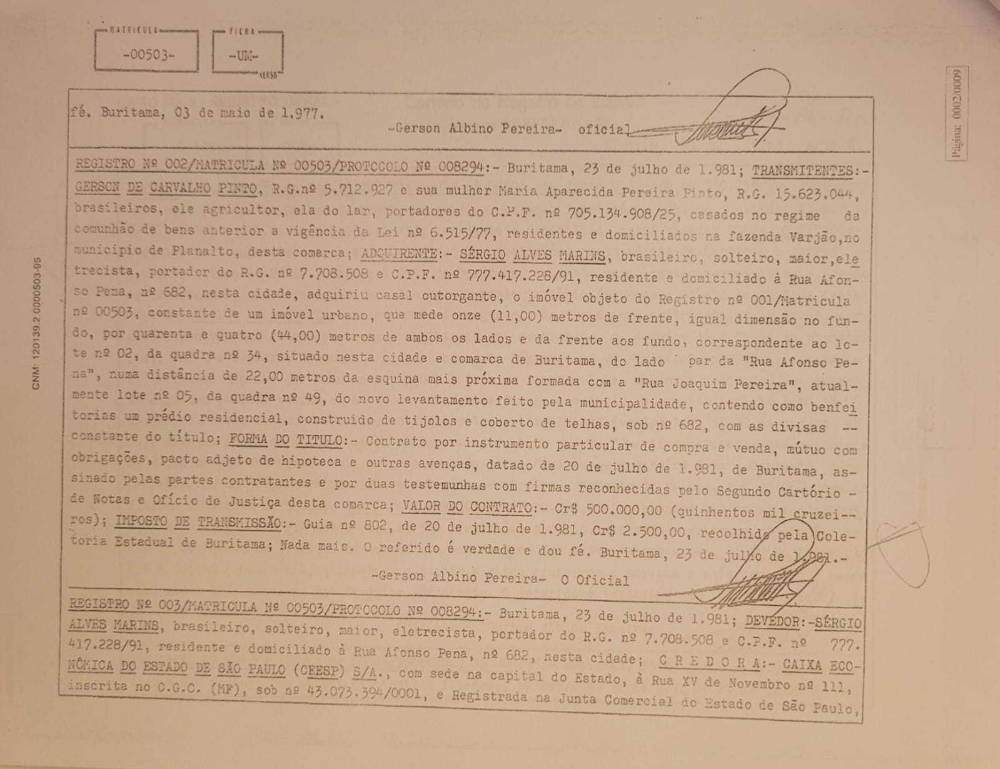 MATRICULA
-00503-
FICHA
-UM-
VERSO
Página: 0002/0009
CNM: 120139.2.0000503-95
fé. Buritama, 03 de maio de 1.977.
-Gerson Albino Pereira- oficial
REGISTRO Nº 002/MATRICULA Nº 00503/PROTOCOLO Nº 008294:- Buritama, 23 de julho de 1.981; TRANSMITENTES:-
GERSON DE CARVALHO PINTO, R.G.nº 5.712.927 e sua mulher Maria Aparecida Pereira Pinto, R.G. 15.623.044,
brasileiros, ele agricultor, ela do lar, portadores do C.P.F. nº 705.134.908/25, casados no regime da
comunhão de bens anterior a vigência da Lei nº 6.515/77, residentes e domiciliados na fazenda Varjão,no
municipio de Planalto, desta comarca; ADQUIRENTE:- SÉRGIO ALVES MARINS, brasileiro, solteiro, maior,ele
trecista, portador do R.G. nº 7.708.508 e C.P.F. nº 777.417.228/91, residente e domiciliado à Rua Afon-
so Pena, nº 682, nesta cidade, adquiriu casal outorgante, o imóvel objeto do Registro nº 001/Matricula
nº 00503, constante de um imóvel urbano, que mede onze (11,00) metros de frente, igual dimensão no fun-
do, por quarenta e quatro (44,00) metros de ambos os lados e da frente aos fundo, correspondente ao lo-
te nº 02, da quadra nº 34, situado nesta cidade e comarca de Buritama, do lado par da "Rua Afonso Pe-
na", numa distância de 22,00 metros da esquina mais próxima formada com a "Rua Joaquim Pereira", atual-
mente lote nº 05, da quadra nº 49, do novo levantamento feito pela municipalidade, contendo como benfei
torias um prédio residencial, construido de tijolos e coberto de telhas, sob nº 682, com as divisas --
constante do título; FORMA DO TITULO:- Contrato por instrumento particular de compra e venda, mútuo com
obrigações, pacto adjeto de hipoteca e outras avenças, datado de 20 de julho de 1.981, de Buritama, as-
sinado pelas partes contratantes e por duas testemunhas com firmas reconhecidas pelo Segundo Cartório -
de Notas e Ofício de Justiça desta comarca; VALOR DO CONTRATO:- Cr$ 500.000,00 (quinhentos mil cruzei--
ros); IMPOSTO DE TRANSMISSÃO:- Guia nº 802, de 20 de julho de 1.981, Cr$ 2.500,00, recolhido pela Cole-
toria Estadual de Buritama; Nada mais. O referido é verdade e dou fé. Buritama, 23 de julho de 1.981.-
-Gerson Albino Pereira- O Oficial
REGISTRO Nº 003/MATRICULA Nº 00503/PROTOCOLO Nº 008294:- Buritama, 23 de julho de 1.981; DEVEDOR:-SÉRGIO
ALVES MARINS, brasileiro, solteiro, maior, eletrecista, portador do R.G. nº 7.708.508 e C.P.F. nº 777.
417.228/91, residente e domiciliado à Rua Afonso Pena, nº 682, nesta cidade; C R E D O R A:- CAIXA ECO-
NÔMICA DO ESTADO DE SÃO PAULO (CEESP) S/A., com sede na capital do Estado, à Rua XV de Novembro nº 111,
inscrita no C.G.C. (MF), sob nº 43.073.394/0001, e Registrada na Junta Comercial do Estado de São Paulo,